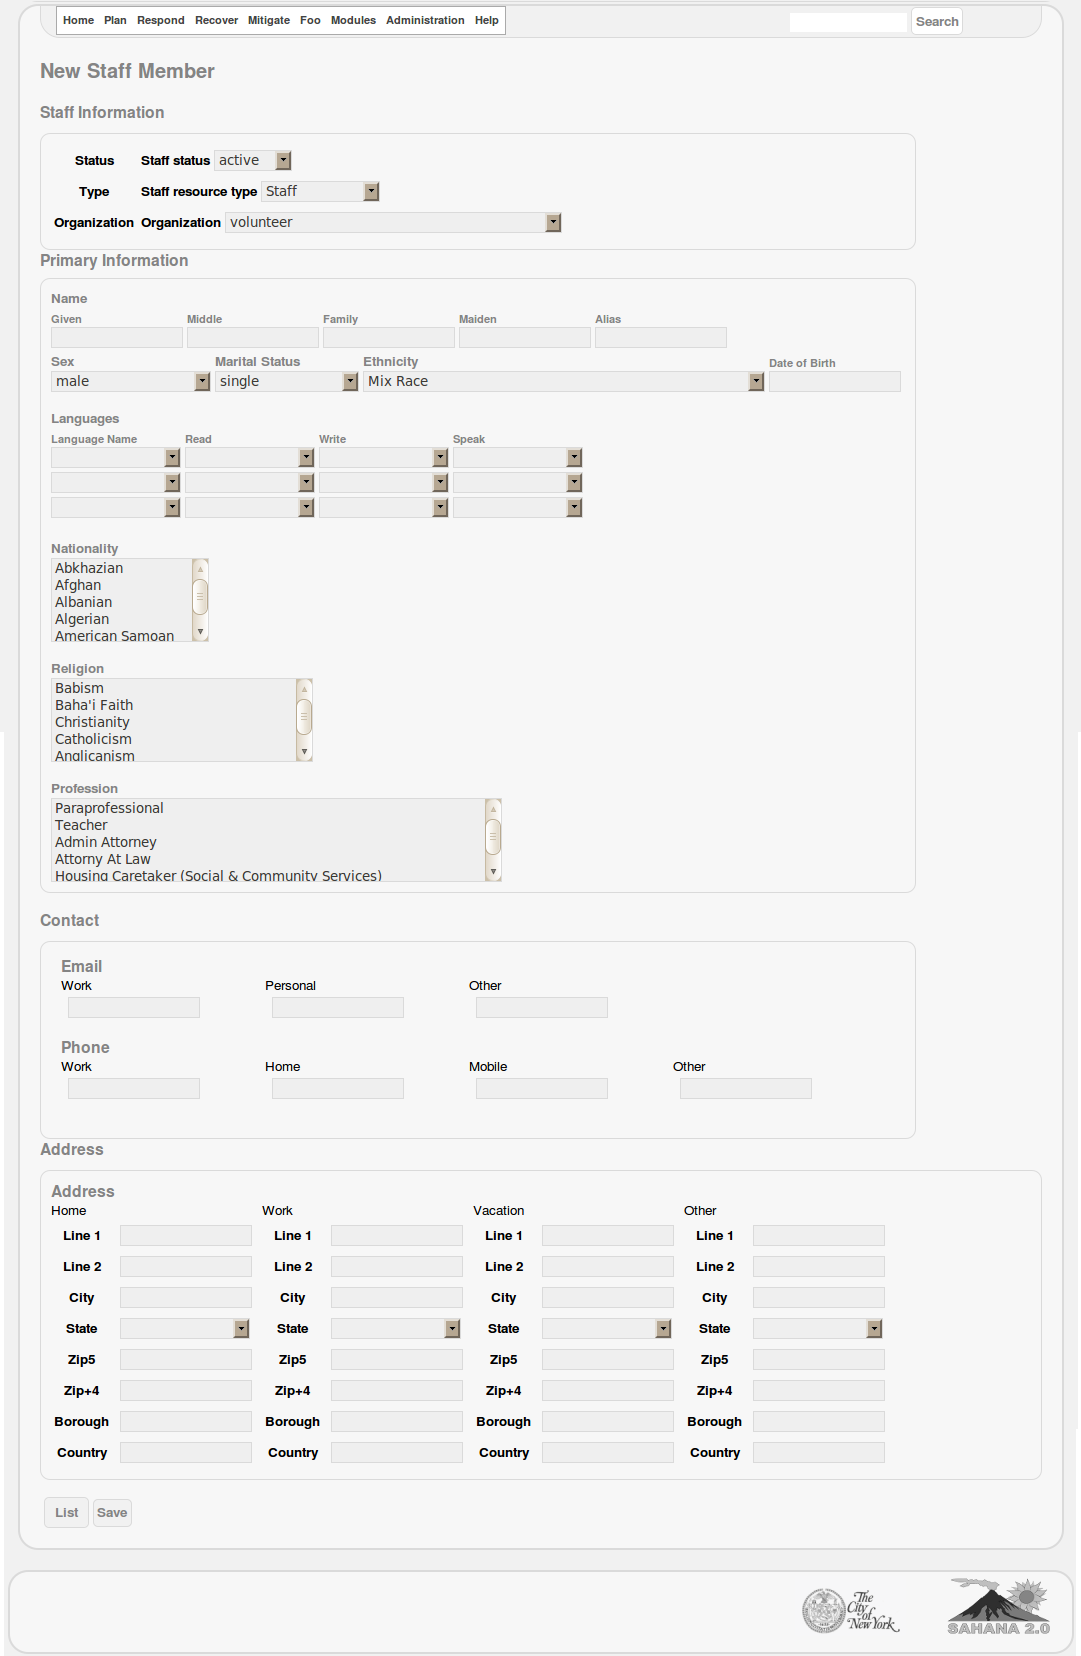 Home Plan Respond Recover Mitigate Foo Modules Administration Help
Search
New Staff Member
Staff Information
Status Staff status active
Type Staff resource type Staff
Organization Organization volunteer
Primary Information
Name
Given Middle Family Maiden Alias
Sex Marital Status Ethnicity Date of Birth
male single Mix Race
Languages
Language Name Read Write Speak
Nationality
Abkhazian
Afghan
Albanian
Algerian
American Samoan
Religion
Babism
Baha'i Faith
Christianity
Catholicism
Anglicanism
Profession
Paraprofessional
Teacher
Admin Attorney
Attorny At Law
Housing Caretaker (Social & Community Services)
Contact
Email
Work Personal Other
Phone
Work Home Mobile Other
Address
Address
Home Work Vacation Other
Line 1 Line 1 Line 1 Line 1
Line 2 Line 2 Line 2 Line 2
City City City City
State State State State
Zip5 Zip5 Zip5 Zip5
Zip+4 Zip+4 Zip+4 Zip+4
Borough Borough Borough Borough
Country Country Country Country
List Save
The
City
of
New York
SAHANA 2.0